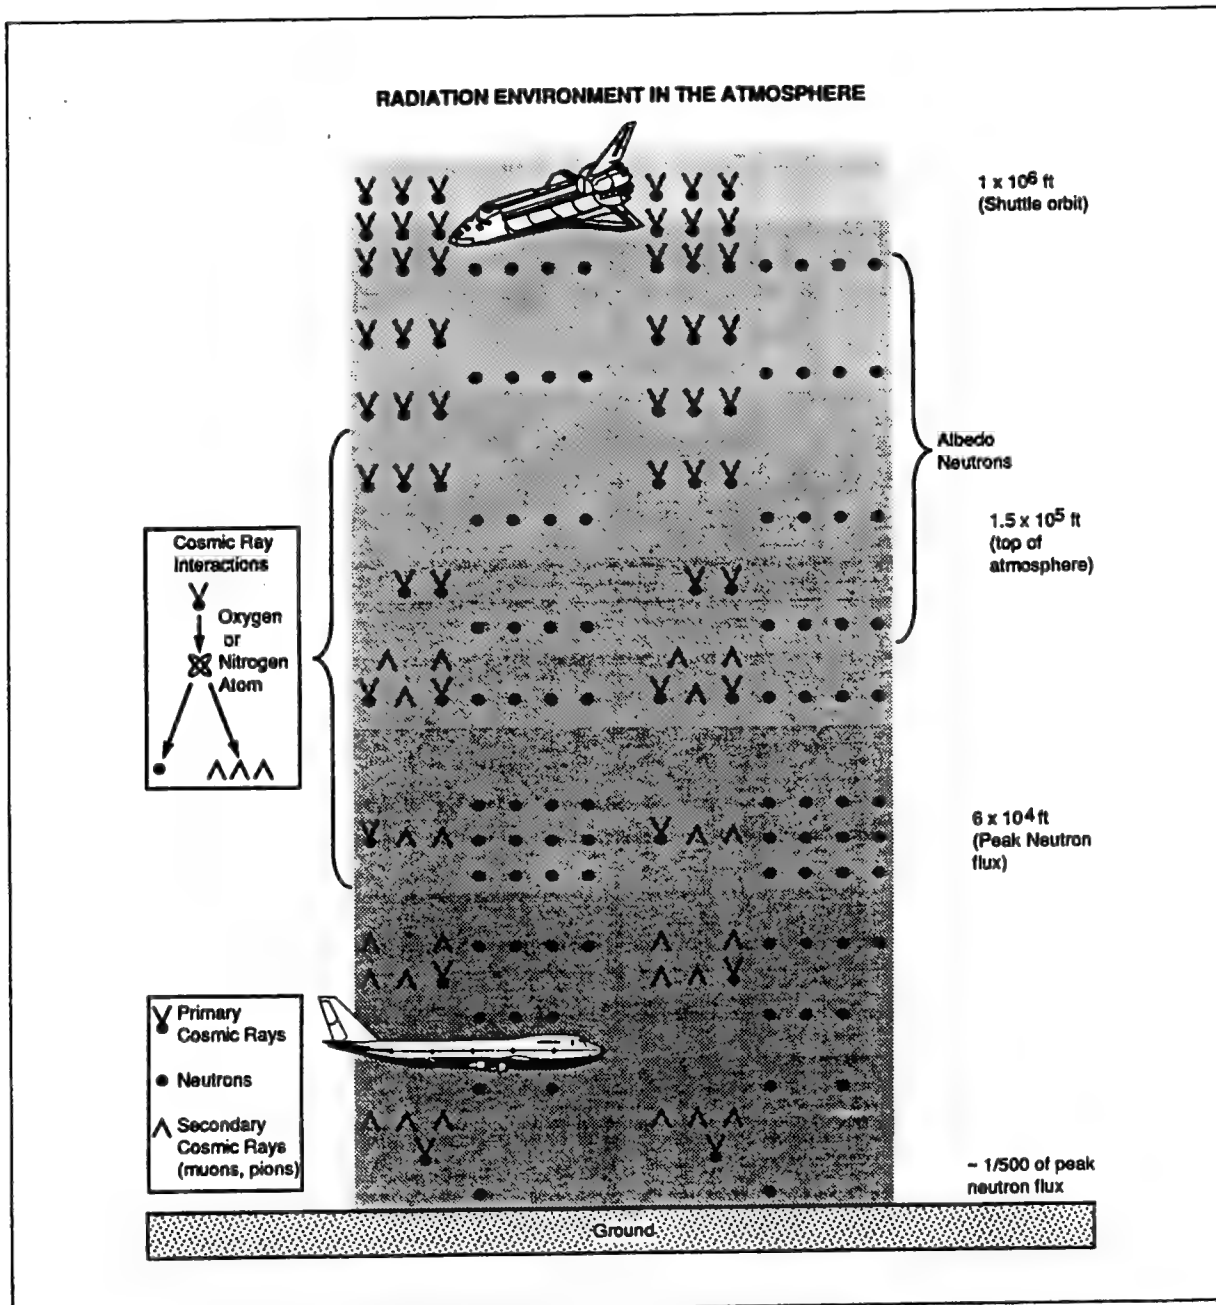 RADIATION ENVIRONMENT IN THE ATMOSPHERE
1 x 10⁶ ft
(Shuttle orbit)
Albedo
Neutrons
1.5 x 10⁵ ft
(top of
atmosphere)
Cosmic Ray
Interactions
Oxygen
or
Nitrogen
Atom
6 x 10⁴ ft
(Peak Neutron
flux)
Primary
Cosmic Rays
Neutrons
Secondary
Cosmic Rays
(muons, pions)
~ 1/500 of peak
neutron flux
Ground